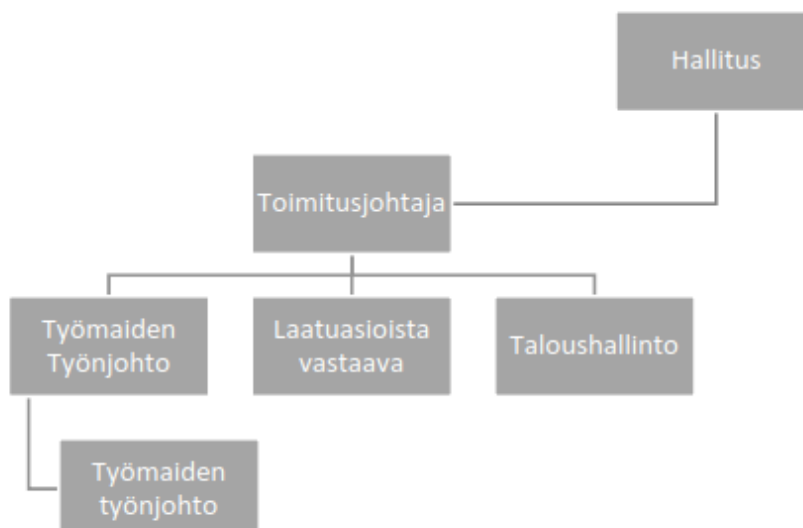 Hallitus
Toimitusjohtaja
Työmaiden
Työnjohto
Laatuasioista
vastaava
Taloushallinto
Työmaiden
työnjohto